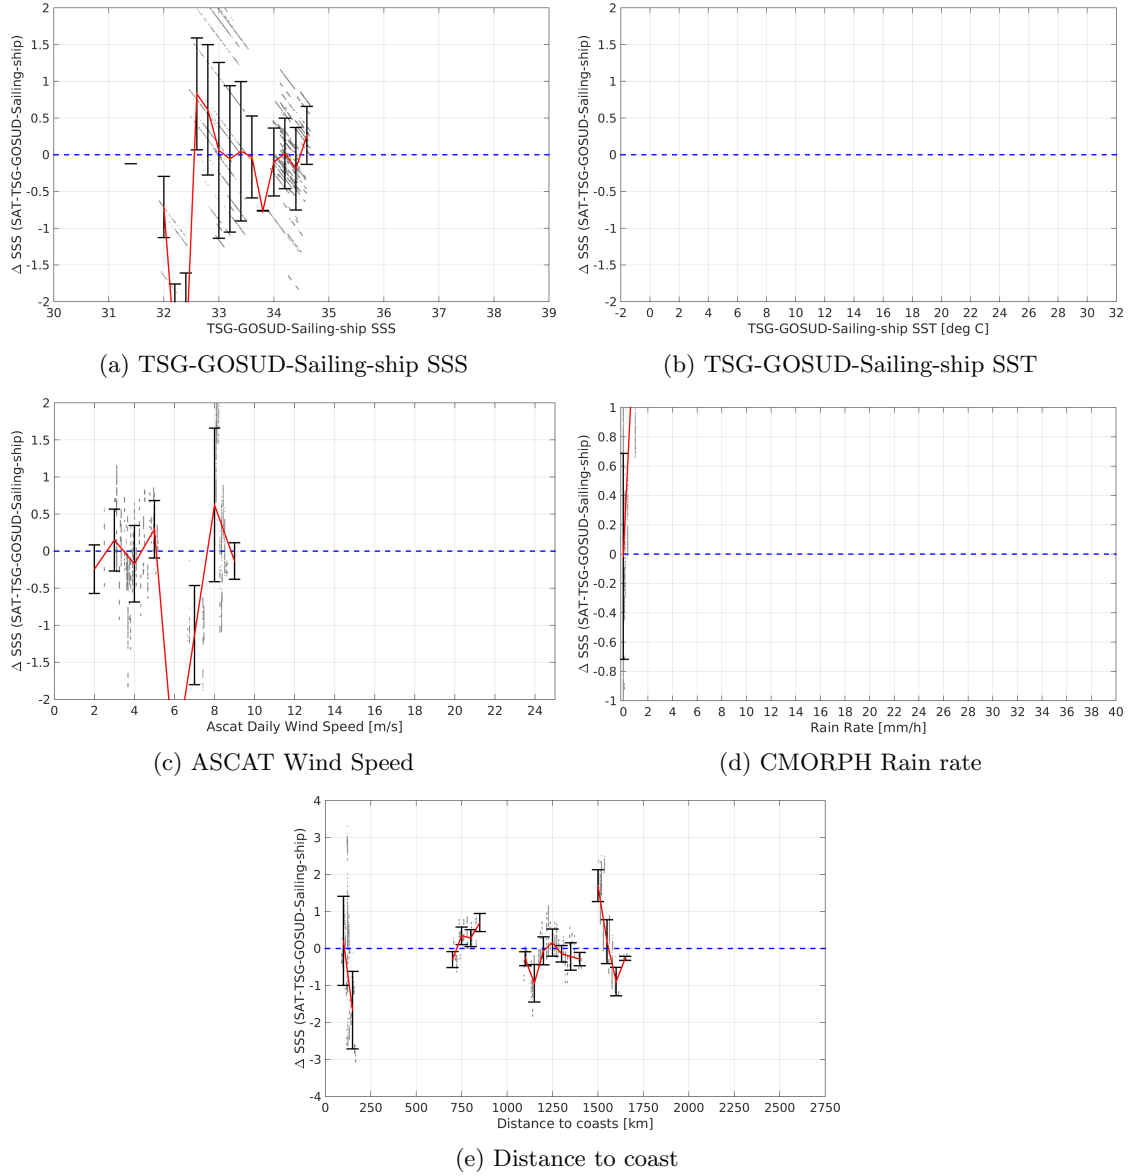 2
1.5
1
0.5
0
-0.5
-1
-1.5
-2
30 31 32 33 34 35 36 37 38 39
TSG-GOSUD-Sailing-ship SSS
Δ SSS (SAT-TSG-GOSUD-Sailing-ship)
(a) TSG-GOSUD-Sailing-ship SSS
2
1.5
1
0.5
0
-0.5
-1
-1.5
-2
-2 0 2 4 6 8 10 12 14 16 18 20 22 24 26 28 30 32
TSG-GOSUD-Sailing-ship SST [deg C]
Δ SSS (SAT-TSG-GOSUD-Sailing-ship)
(b) TSG-GOSUD-Sailing-ship SST
2
1.5
1
0.5
0
-0.5
-1
-1.5
-2
0 2 4 6 8 10 12 14 16 18 20 22 24
Ascat Daily Wind Speed [m/s]
Δ SSS (SAT-TSG-GOSUD-Sailing-ship)
(c) ASCAT Wind Speed
1
0.8
0.6
0.4
0.2
0
-0.2
-0.4
-0.6
-0.8
-1
0 2 4 6 8 10 12 14 16 18 20 22 24 26 28 30 32 34 36 38 40
Rain Rate [mm/h]
Δ SSS (SAT-TSG-GOSUD-Sailing-ship)
(d) CMORPH Rain rate
4
3
2
1
0
-1
-2
-3
-4
0 250 500 750 1000 1250 1500 1750 2000 2250 2500 2750
Distance to coasts [km]
Δ SSS (SAT-TSG-GOSUD-Sailing-ship)
(e) Distance to coast